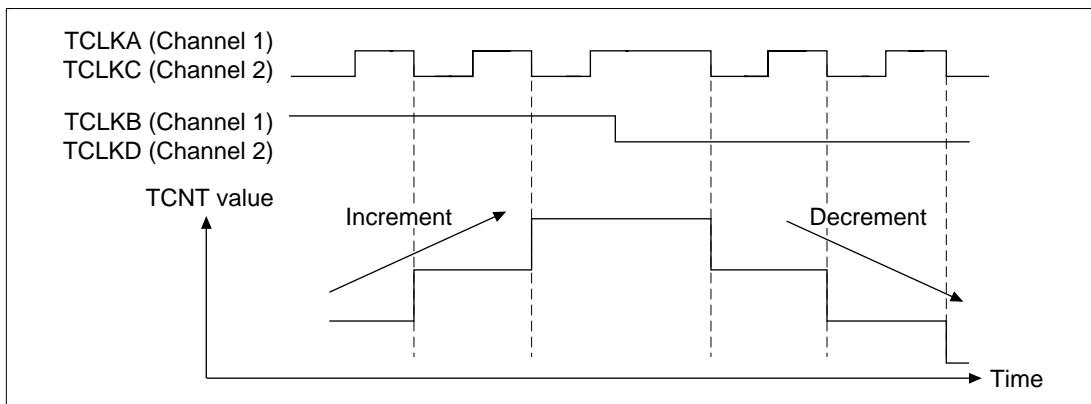 TCLKA (Channel 1)
TCLKC (Channel 2)
TCLKB (Channel 1)
TCLKD (Channel 2)
TCNT value
Increment
Decrement
Time